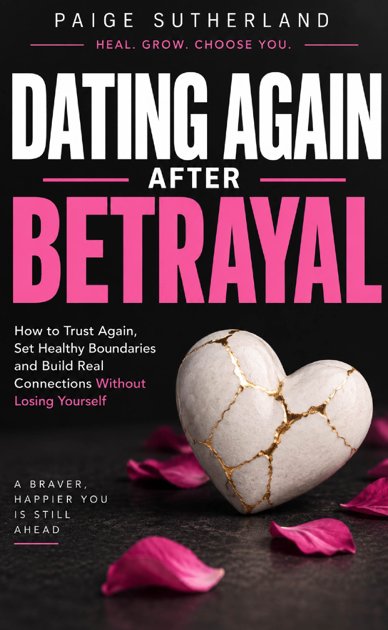 PAIGE SUTHERLAND
HEAL. GROW. CHOOSE YOU.
DATING AGAIN
AFTER
BETRAYAL
How to Trust Again,
Set Healthy Boundaries
and Build Real
Connections Without
Losing Yourself
A BRAVER,
HAPPIER YOU
IS STILL
AHEAD